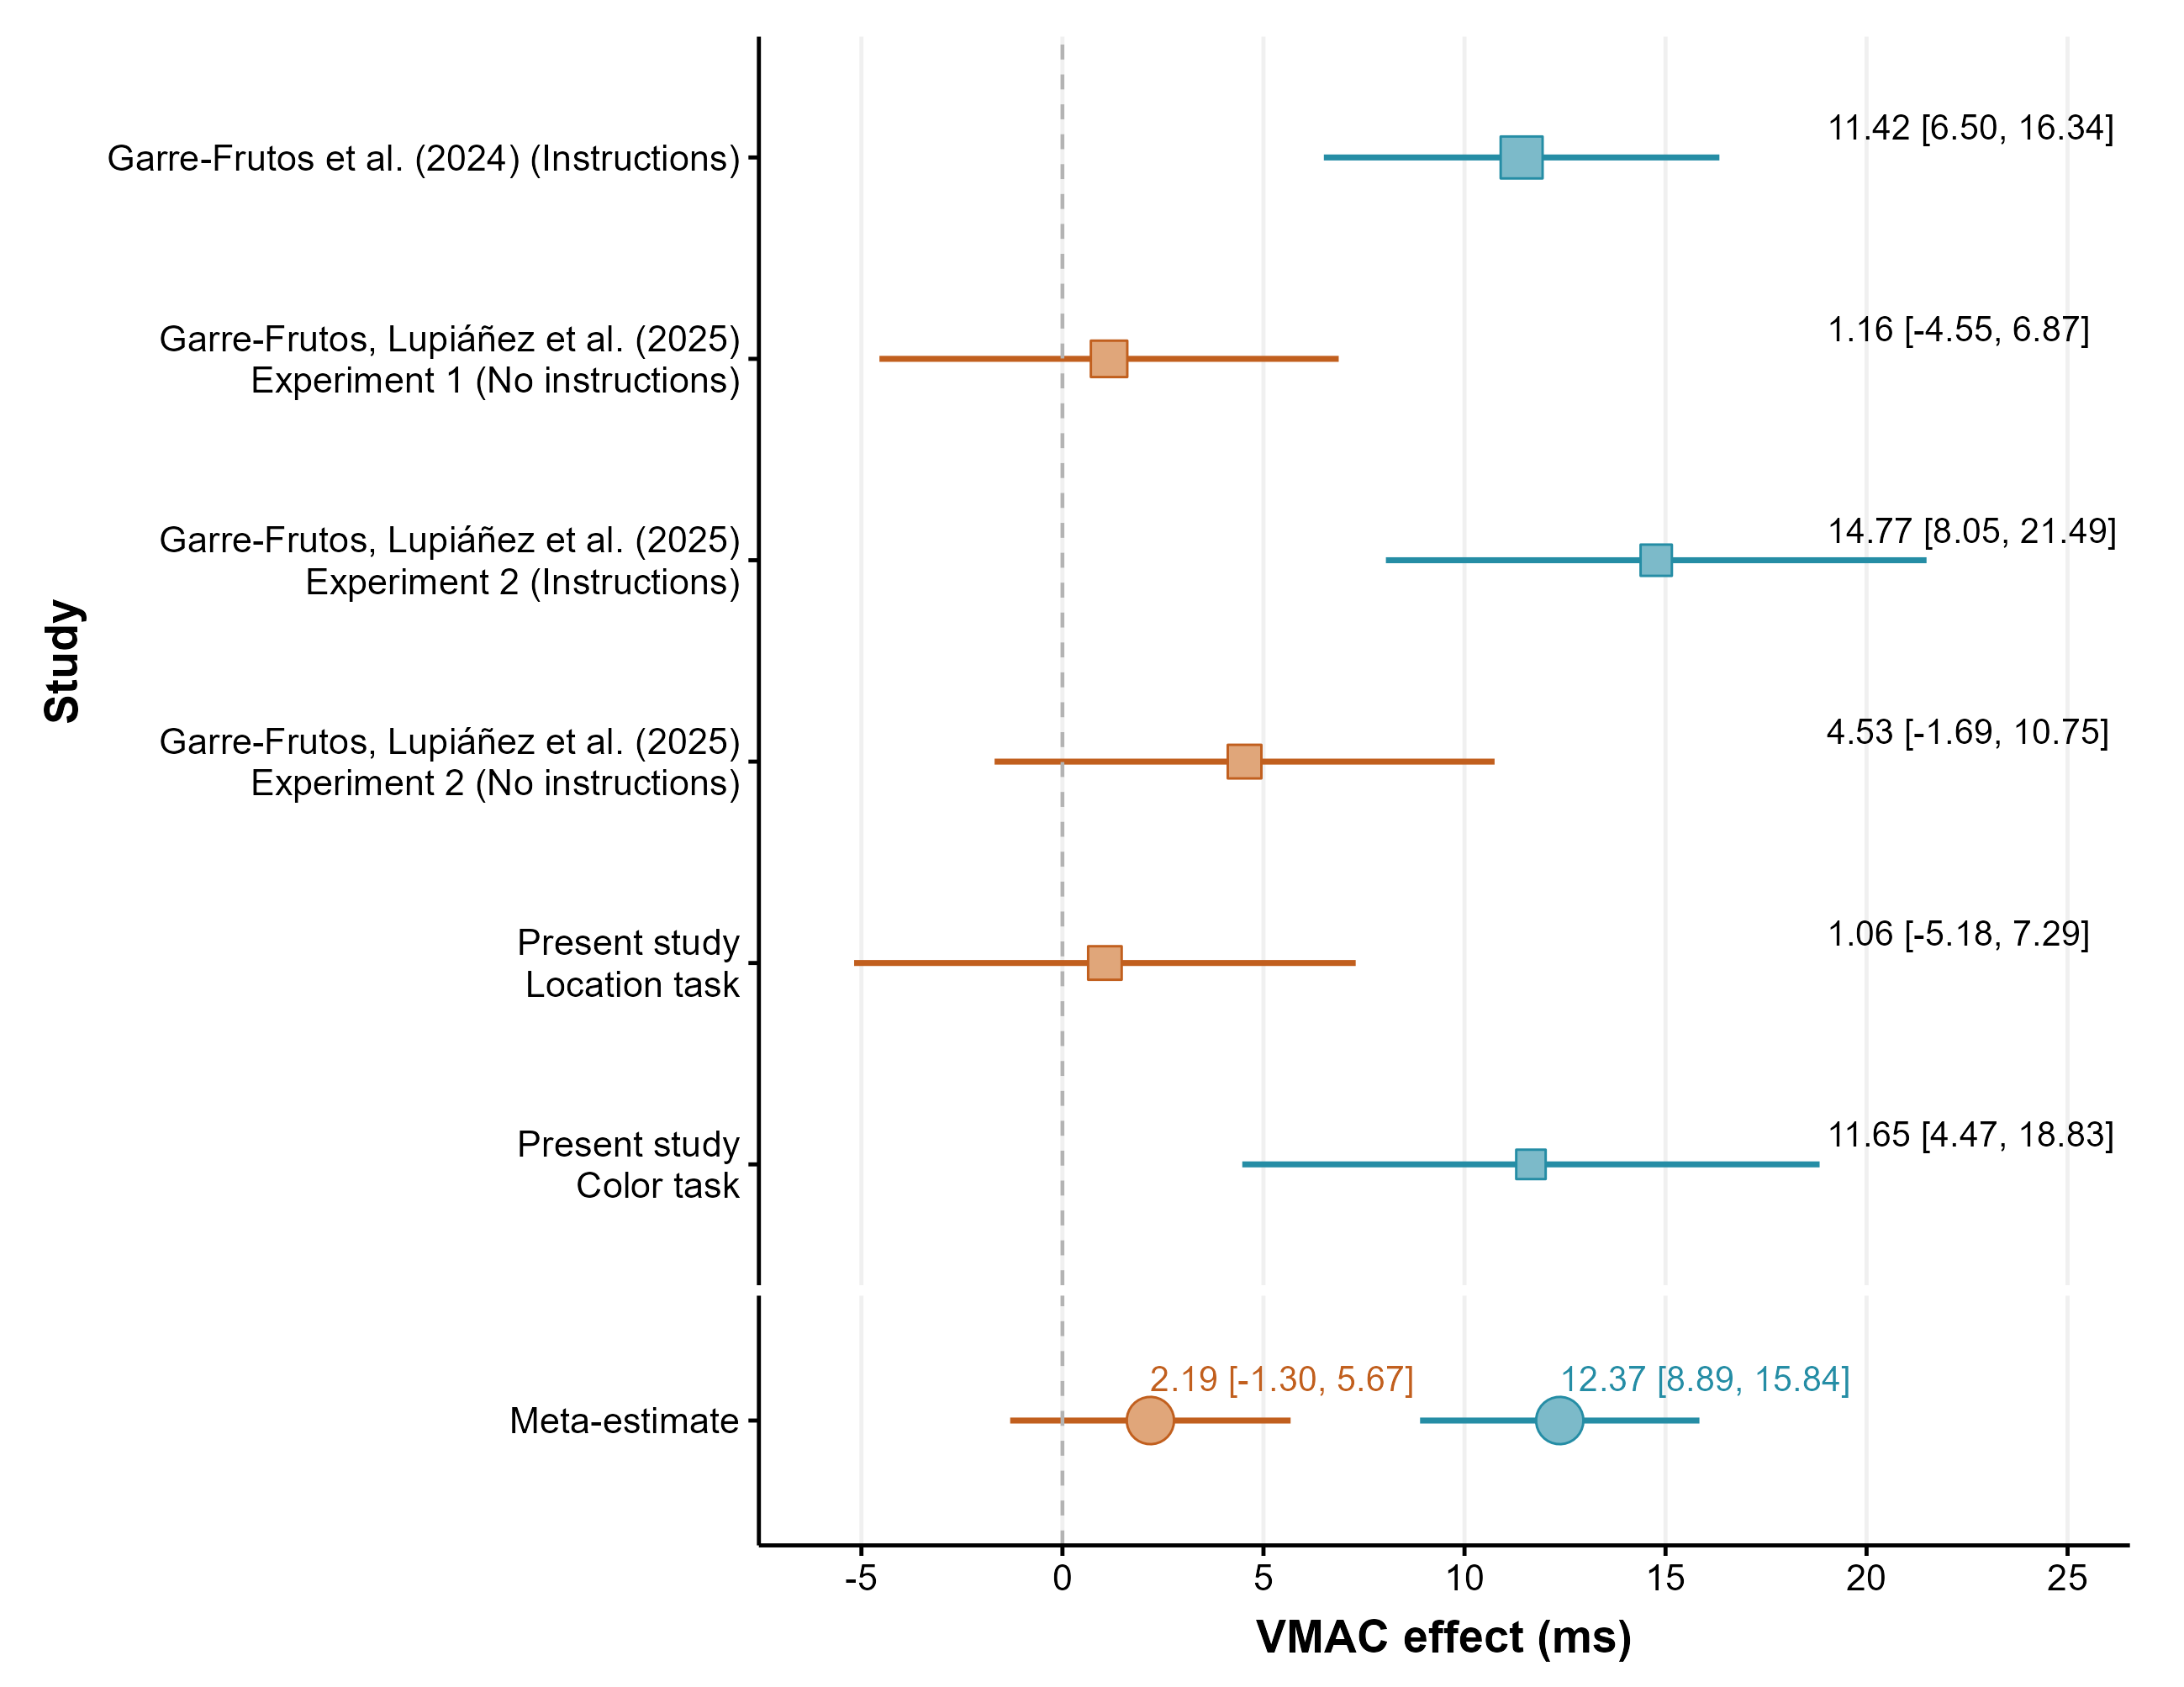 Study
Garre-Frutos et al. (2024) (Instructions)
11.42 [6.50, 16.34]
Garre-Frutos, Lupiáñez et al. (2025)
Experiment 1 (No instructions)
1.16 [-4.55, 6.87]
Garre-Frutos, Lupiáñez et al. (2025)
Experiment 2 (Instructions)
14.77 [8.05, 21.49]
Garre-Frutos, Lupiáñez et al. (2025)
Experiment 2 (No instructions)
4.53 [-1.69, 10.75]
Present study
Location task
1.06 [-5.18, 7.29]
Present study
Color task
11.65 [4.47, 18.83]
Meta-estimate
2.19 [-1.30, 5.67]
12.37 [8.89, 15.84]
-5 0 5 10 15 20 25
VMAC effect (ms)